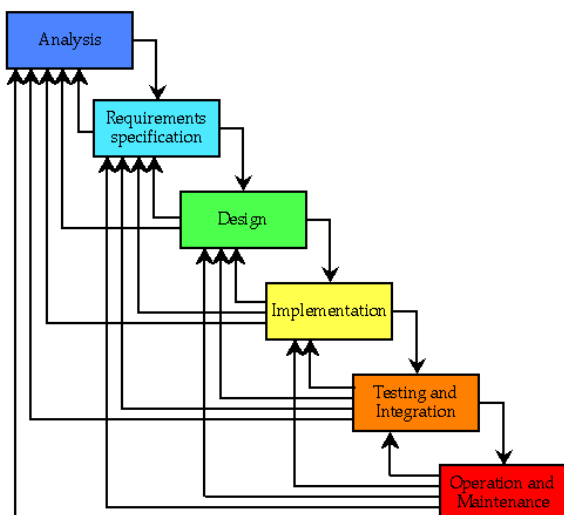 Analysis
Requirements
specification
Design
Implementation
Testing and
Integration
Operation and
Maintenance